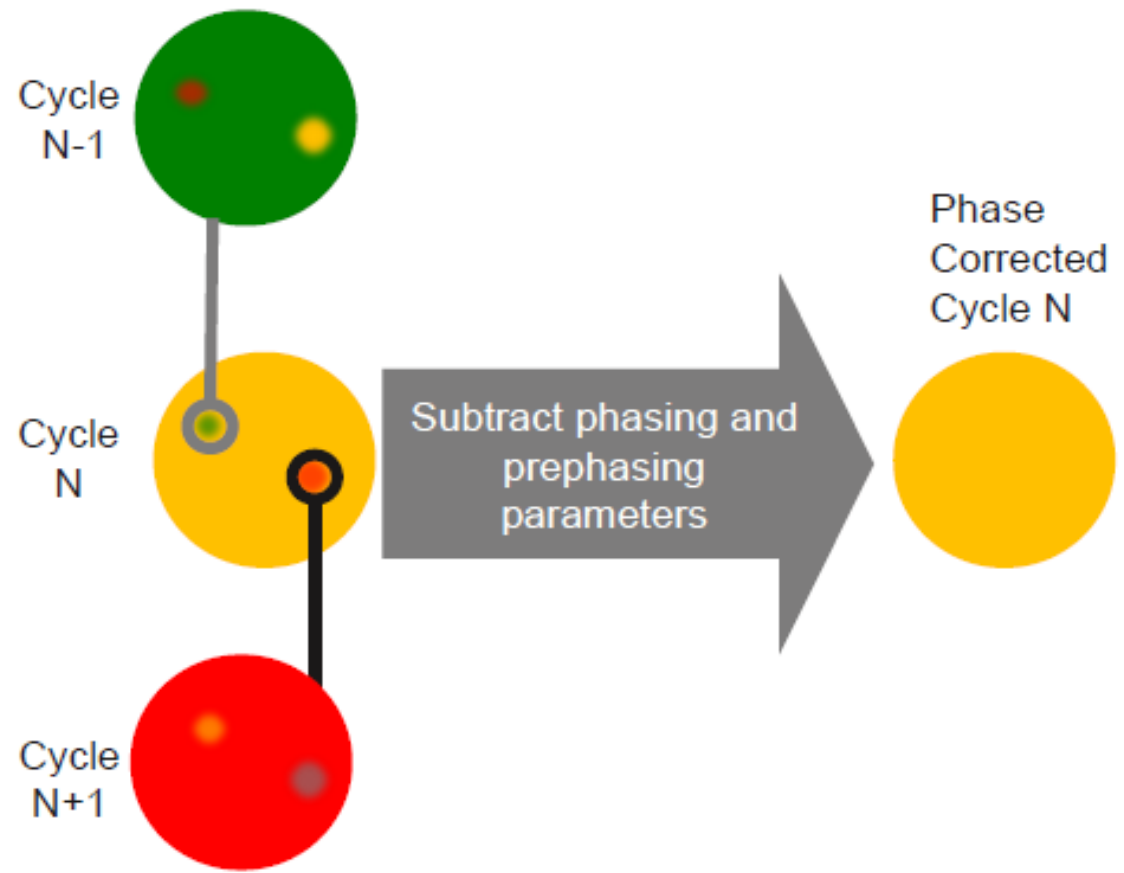 Cycle
N-1
Phase
Corrected
Cycle N
Cycle
N
Subtract phasing and
prephasing
parameters
Cycle
N+1